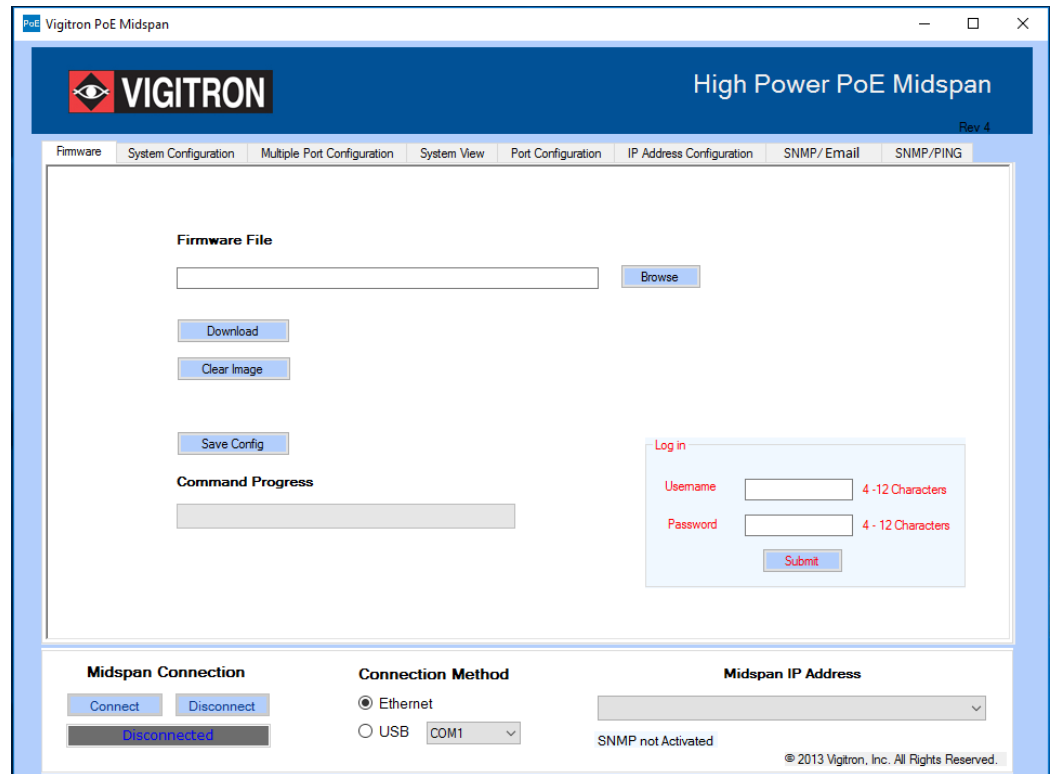 PoE Vigitron PoE Midspan
VIGITRON
High Power PoE Midspan
Rev 4
Firmware System Configuration Multiple Port Configuration System View Port Configuration IP Address Configuration SNMP/Email SNMP/PING
Firmware File
Browse
Download
Clear Image
Save Config
Command Progress
Log in
Username 4 -12 Characters
Password 4 - 12 Characters
Submit
Midspan Connection
Connect Disconnect
Disconnected
Connection Method
Ethernet
USB COM1
Midspan IP Address
SNMP not Activated
© 2013 Vigitron, Inc. All Rights Reserved.